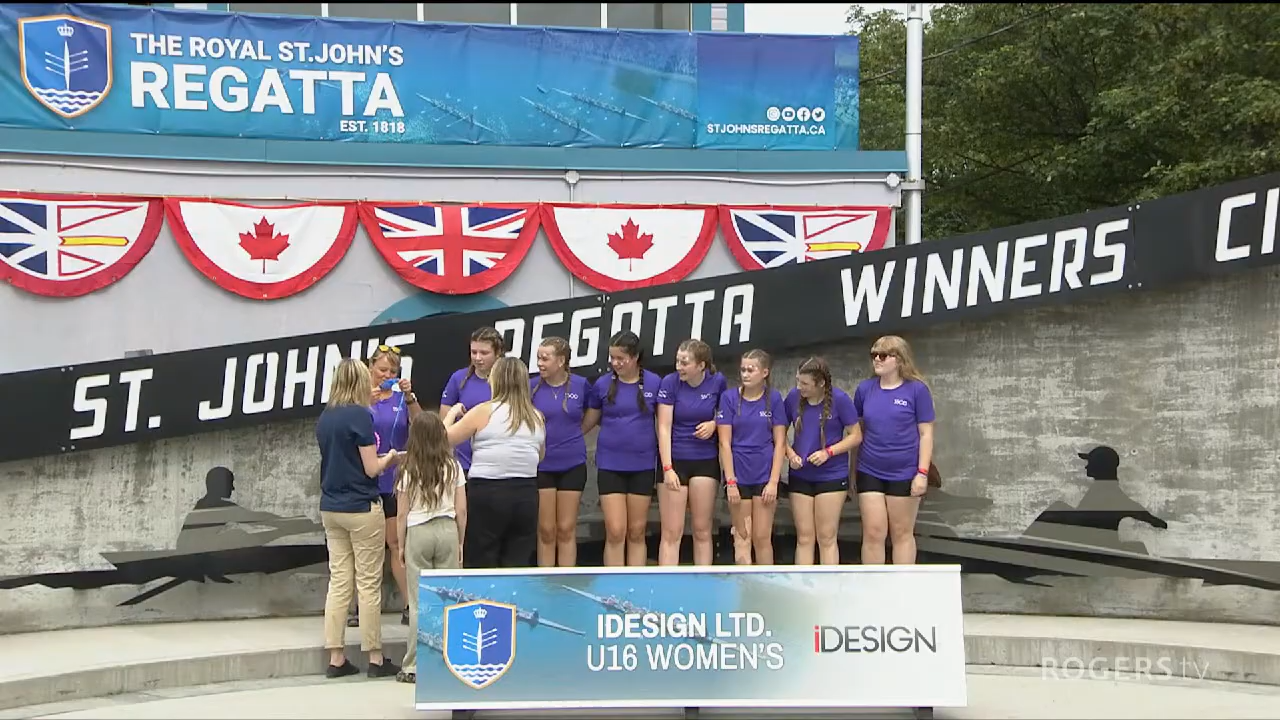 THE ROYAL ST.JOHN'S
REGATTA
EST. 1818
STJOHNSREGATTA.CA
ST. JOHN'S REGATTA WINNERS CI
IDESIGN LTD.
U16 WOMEN'S
iDESIGN
ROGERS tv